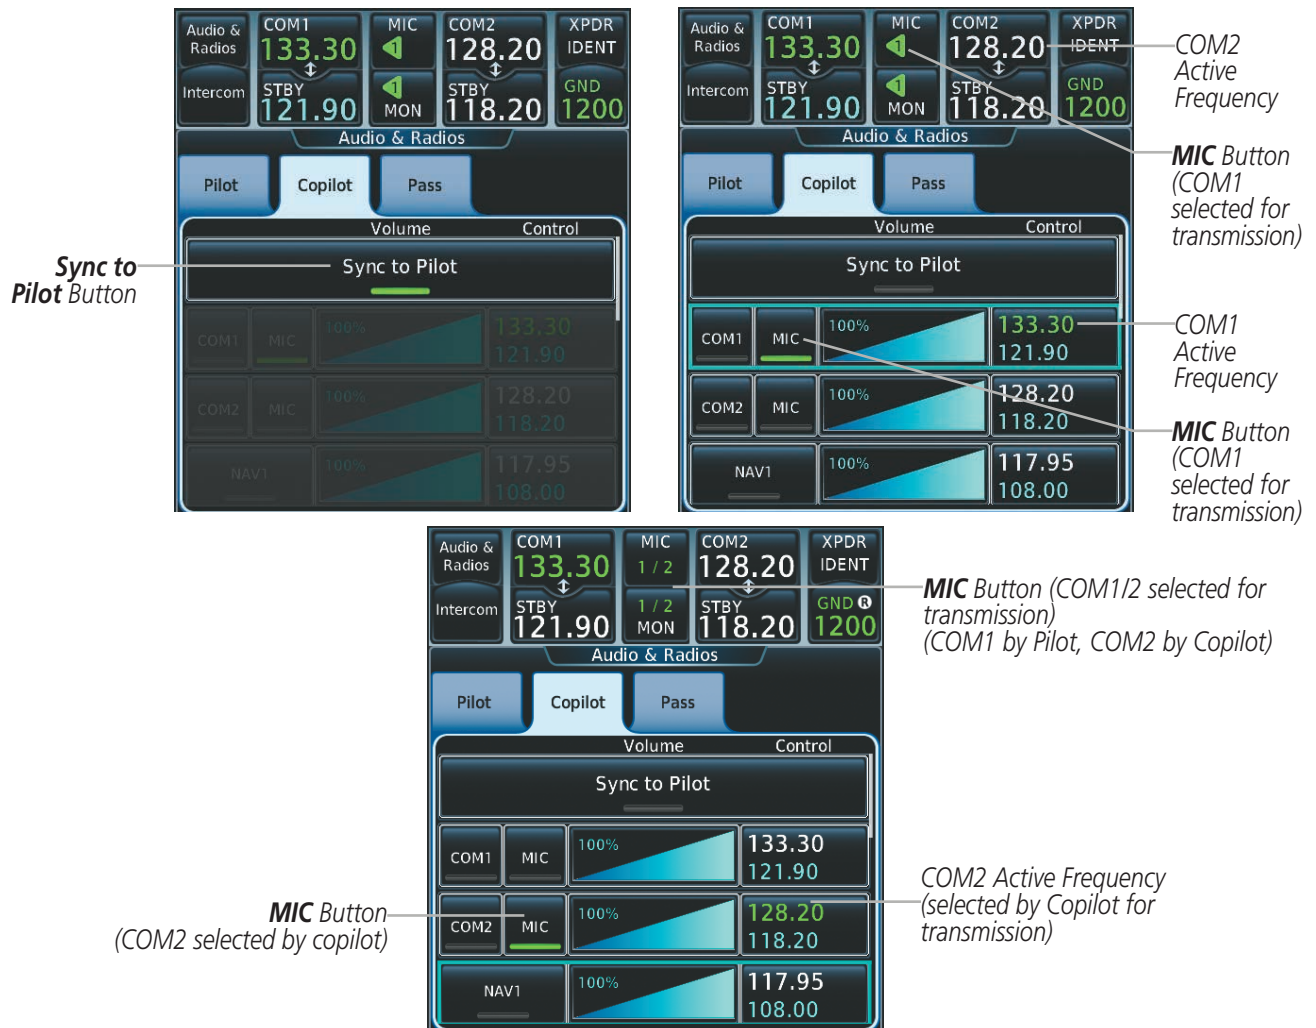 Audio &
Radios
Intercom
COM1
133.30
STBY
121.90
MIC
1
1
MON
COM2
128.20
STBY
118.20
XPDR
IDENT
GND
1200
Audio & Radios
Pilot
Copilot
Pass
Volume
Control
Sync to Pilot
COM1
MIC
100%
133.30
121.90
COM2
MIC
100%
128.20
118.20
NAV1
100%
117.95
108.00
Sync to
Pilot Button
Audio &
Radios
Intercom
COM1
133.30
STBY
121.90
MIC
1
1
MON
COM2
128.20
STBY
118.20
XPDR
IDENT
GND
1200
Audio & Radios
Pilot
Copilot
Pass
Volume
Control
Sync to Pilot
COM1
MIC
100%
133.30
121.90
COM2
MIC
100%
128.20
118.20
NAV1
100%
117.95
108.00
COM2
Active
Frequency
MIC Button
(COM1
selected for
transmission)
COM1
Active
Frequency
MIC Button
(COM1
selected for
transmission)
Audio &
Radios
Intercom
COM1
133.30
STBY
121.90
MIC
1 / 2
1 / 2
MON
COM2
128.20
STBY
118.20
XPDR
IDENT
GND R
1200
Audio & Radios
Pilot
Copilot
Pass
Volume
Control
Sync to Pilot
COM1
MIC
100%
133.30
121.90
COM2
MIC
100%
128.20
118.20
NAV1
100%
117.95
108.00
MIC Button (COM1/2 selected for
transmission)
(COM1 by Pilot, COM2 by Copilot)
MIC Button
(COM2 selected by copilot)
COM2 Active Frequency
(selected by Copilot for
transmission)